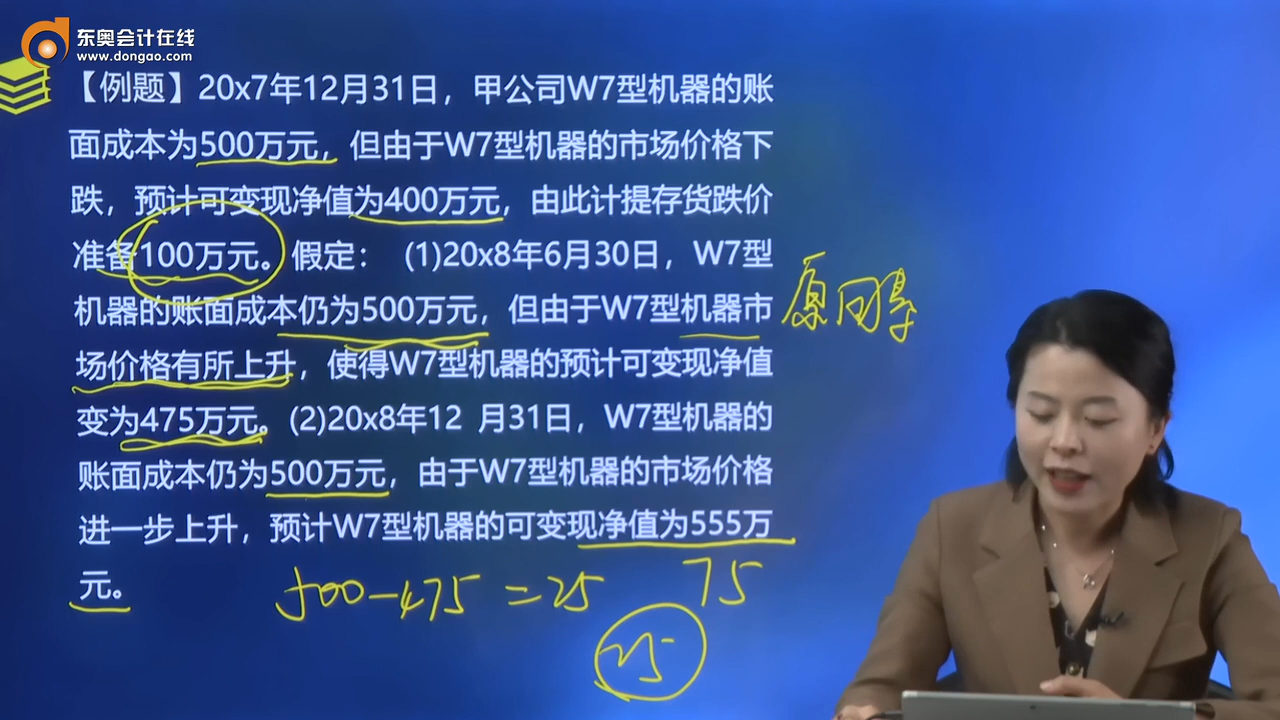 东奥会计在线
www.dongao.com
【例题】20x7年12月31日，甲公司W7型机器的账
面成本为500万元，但由于W7型机器的市场价格下
跌，预计可变现净值为400万元，由此计提存货跌价
准备100万元。假定： (1)20x8年6月30日，W7型
机器的账面成本仍为500万元，但由于W7型机器市
场价格有所上升，使得W7型机器的预计可变现净值
变为475万元。(2)20x8年12 月31日，W7型机器的
账面成本仍为500万元，由于W7型机器的市场价格
进一步上升，预计W7型机器的可变现净值为555万
元。
原因
500-475=25 75
25